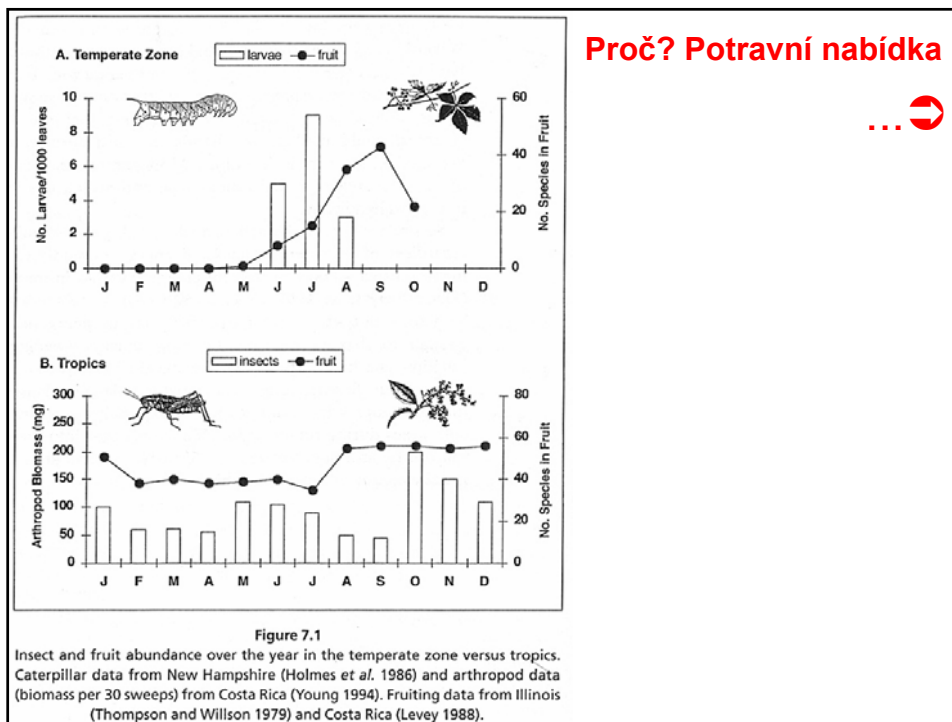 Proč? Potravní nabídka
...
A. Temperate Zone
larvae fruit
No. Larvae/1000 leaves
10
8
6
4
2
0
No. Species in Fruit
60
40
20
0
J F M A M J J A S O N D
B. Tropics
insects fruit
Arthropod Biomass (mg)
300
250
200
150
100
50
0
No. Species in Fruit
80
60
40
20
0
J F M A M J J A S O N D
Figure 7.1
Insect and fruit abundance over the year in the temperate zone versus tropics.
Caterpillar data from New Hampshire (Holmes et al. 1986) and arthropod data
(biomass per 30 sweeps) from Costa Rica (Young 1994). Fruiting data from Illinois
(Thompson and Willson 1979) and Costa Rica (Levey 1988).